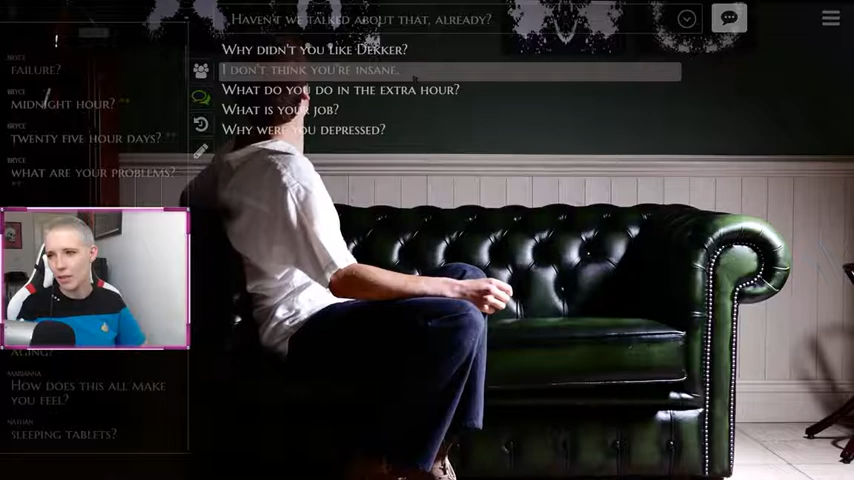 Haven't we talked about that, already?
Why didn't you like Dekker?
I don't think you're insane.
What do you do in the extra hour?
What is your job?
Why were you depressed?
!
BRYCE
FAILURE?
BRYCE
MIDNIGHT HOUR? **
BRYCE
TWENTY FIVE HOUR DAYS? **
WHAT ARE YOUR PROBLEMS?
**
AGING?
MARIANNA
HOW DOES THIS ALL MAKE
YOU FEEL?
NATHAN
SLEEPING TABLETS?